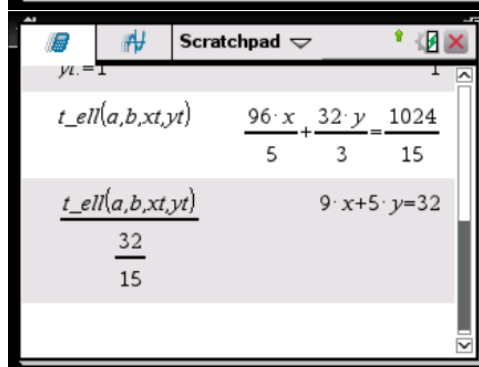 Scratchpad
yt:=1 1
t_ell(a,b,xt,yt) 96·x/5 + 32·y/3 = 1024/15
t_ell(a,b,xt,yt)/(32/15) 9·x+5·y=32